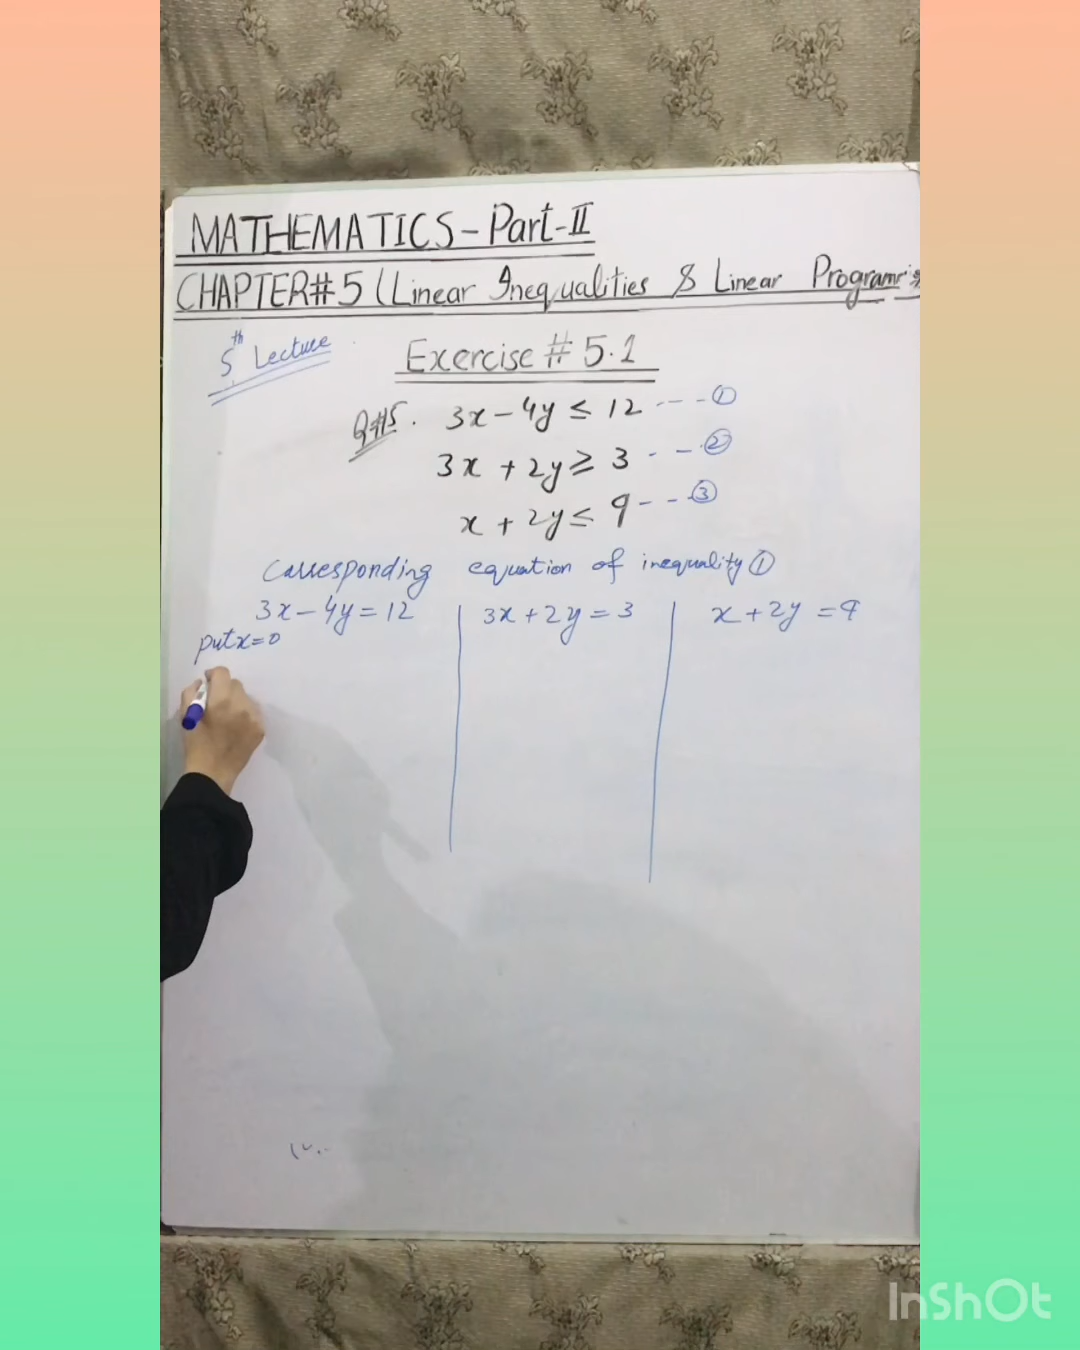 MATHEMATICS - Part-II
CHAPTER# 5 (Linear Inequalities & Linear
5th Lecture
Exercise # 5.1
Q#5. 3x - 4y ≤ 12 --- ①
3x + 2y ≥ 3 --- ②
x + 2y ≤ 9 --- ③
Corresponding equation of inequality ①
3x - 4y = 12 | 3x + 2y = 3 | x + 2y = 9
put x = 0
InShOt